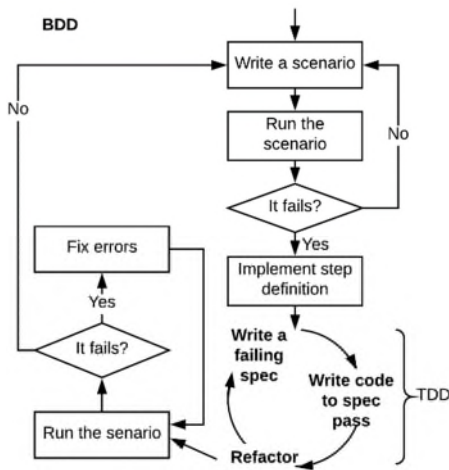 BDD
Write a scenario
No
Run the
scenario
No
It fails?
Yes
Fix errors
Implement step
definition
Yes
Write a
failing
spec
It fails?
Write code
to spec
pass
TDD
Run the senario
Refactor